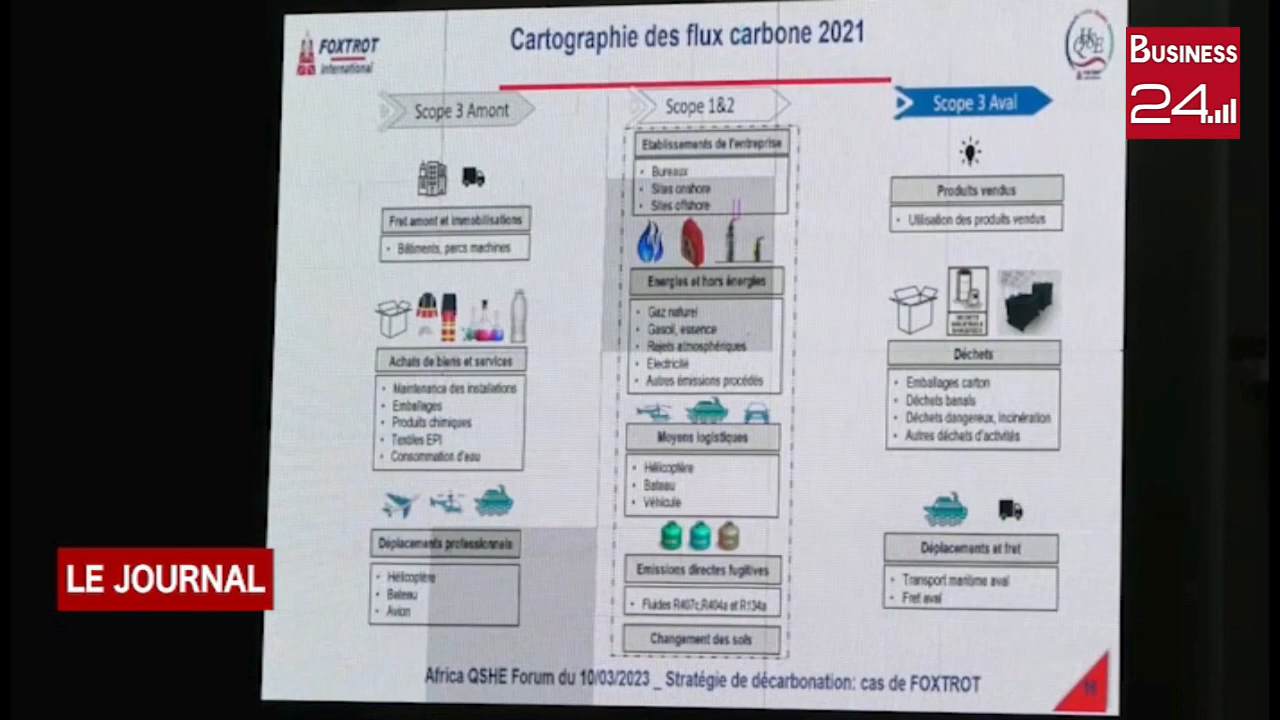 FOXTROT
International
Cartographie des flux carbone 2021
BUSINESS
24
Scope 3 Amont
Scope 1&2
Scope 3 Aval
Fret amont et immobilisations
• Bâtiments, parcs machines
Achats de biens et services
• Maintenance des installations
• Emballages
• Produits chimiques
• Textiles EPI
• Consommation d'eau
Déplacements professionnels
• Hélicoptère
• Bateau
• Avion
Etablissements de l'entreprise
• Bureaux
• Sites onshore
• Sites offshore
Energies et hors énergies
• Gaz naturel
• Gasoil, essence
• Rejets atmosphériques
• Electricité
• Autres émissions procédés
Moyens logistiques
• Hélicoptère
• Bateau
• Véhicule
Emissions directes fugitives
• Fluides R407c,R404a et R134a
Changement des sols
Produits vendus
• Utilisation des produits vendus
Déchets
• Emballages carton
• Déchets banals
• Déchets dangereux, incinération
• Autres déchets d'activités
Déplacements et fret
• Transport maritime aval
• Fret aval
LE JOURNAL
Africa QSHE Forum du 10/03/2023 _ Stratégie de décarbonation: cas de FOXTROT